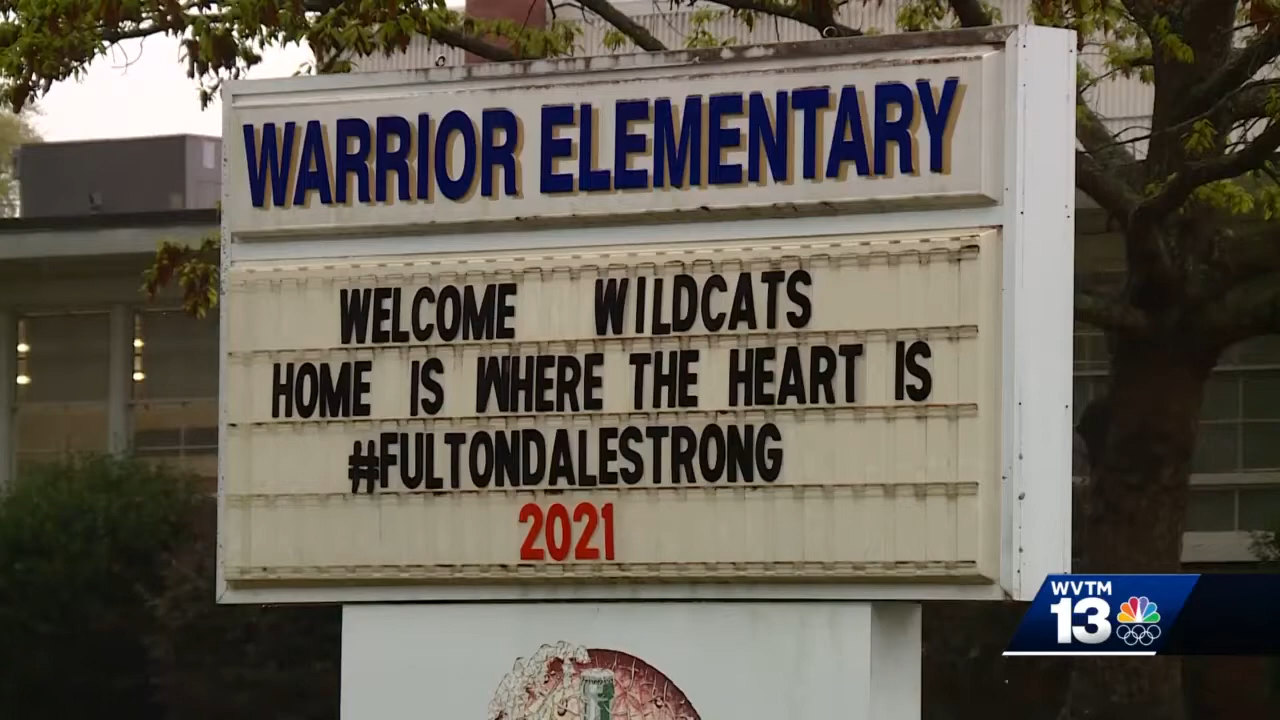 WARRIOR ELEMENTARY
WELCOME WILDCATS
HOME IS WHERE THE HEART IS
#FULTONDALESTRONG
2021
WVTM
13